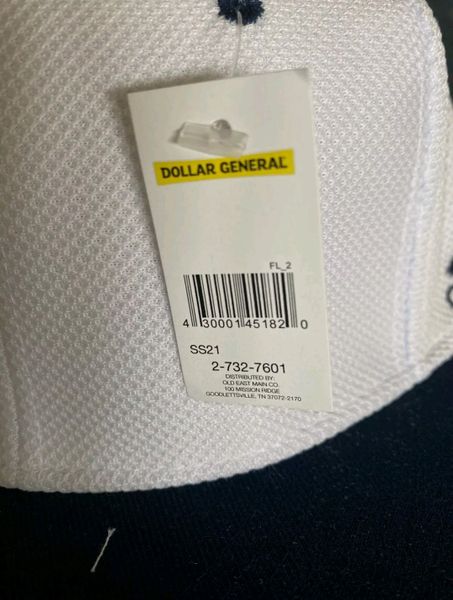 DOLLAR GENERAL
FL_2
4 30001 45182 0
SS21
2-732-7601
DISTRIBUTED BY:
OLD EAST MAIN CO.
100 MISSION RIDGE
GOODLETTSVILLE, TN 37072-2170